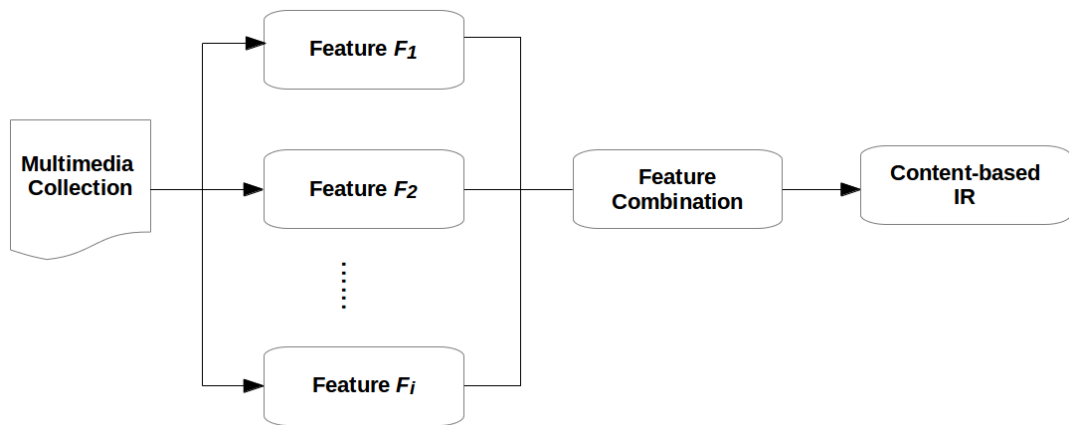 Multimedia
Collection
Feature F1
Feature F2
Feature Fi
Feature
Combination
Content-based
IR